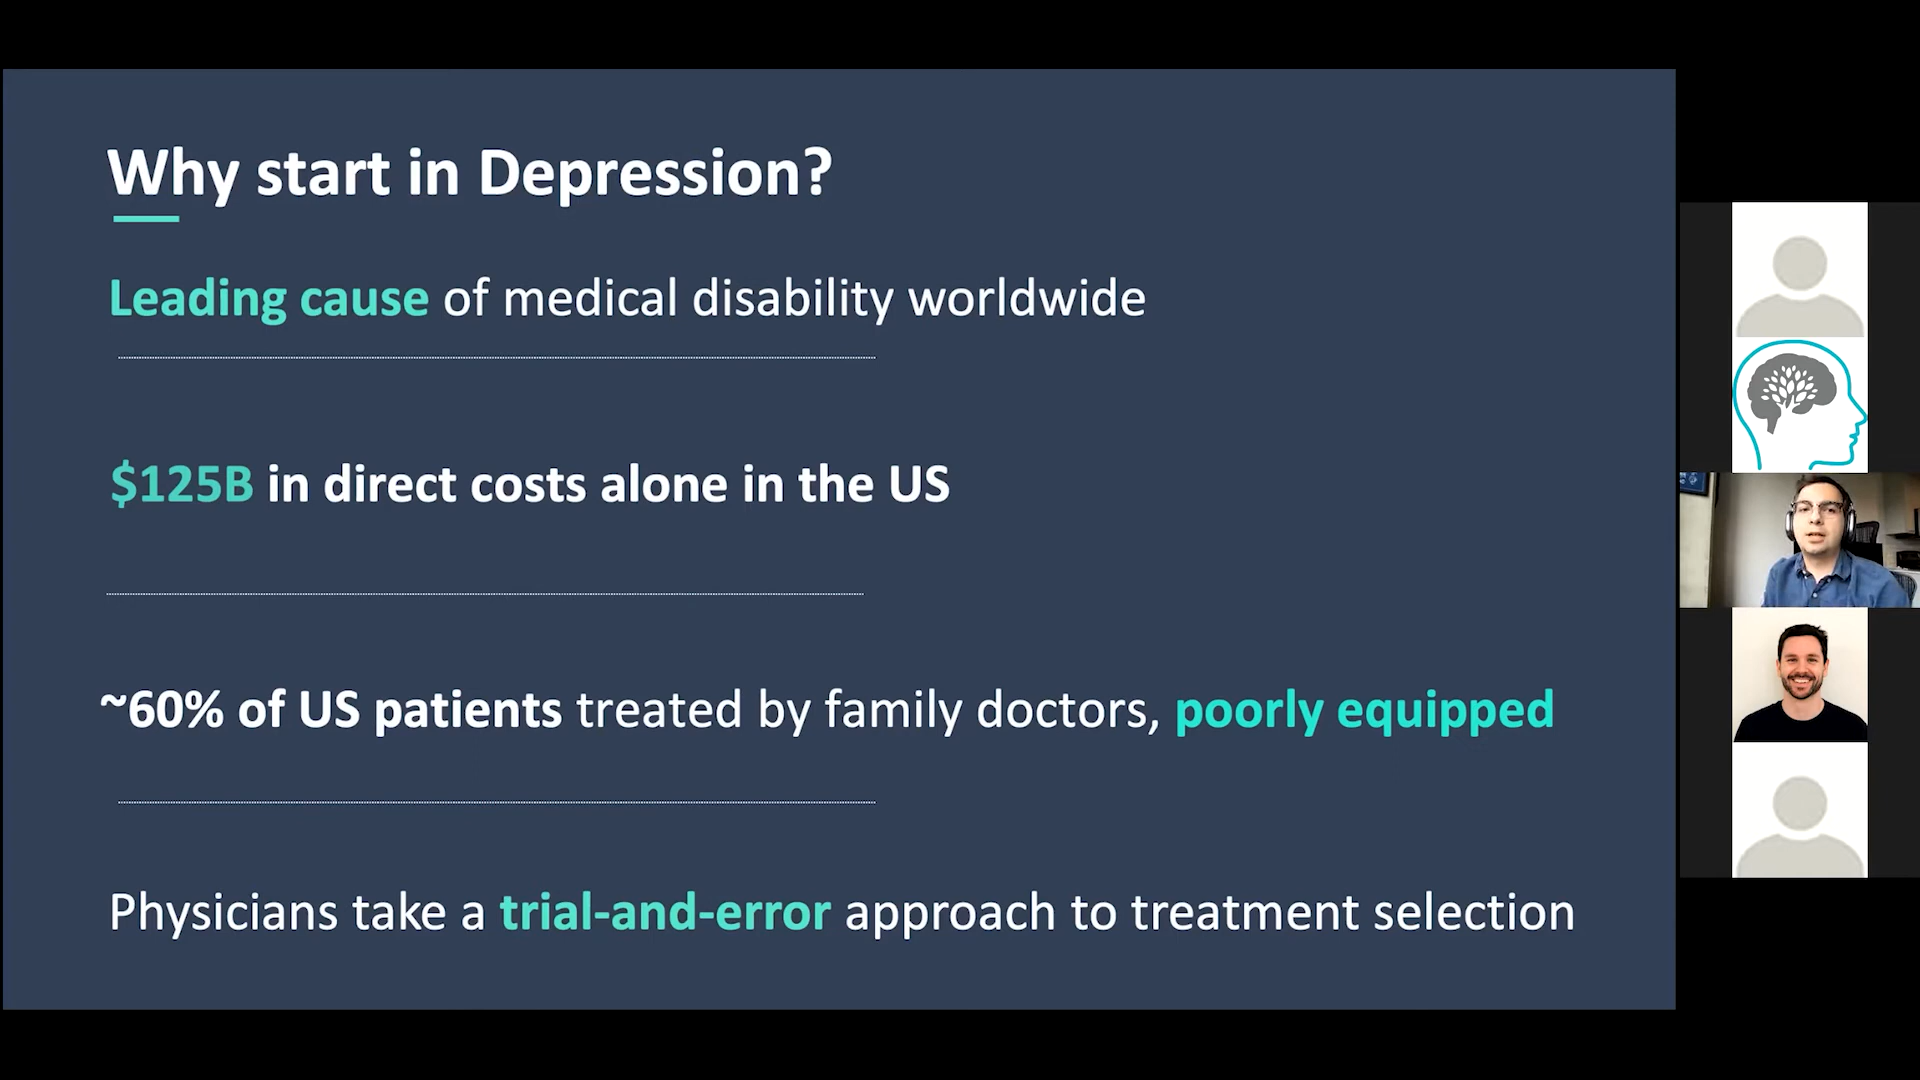 Why start in Depression?
Leading cause of medical disability worldwide
$125B in direct costs alone in the US
~60% of US patients treated by family doctors, poorly equipped
Physicians take a trial-and-error approach to treatment selection